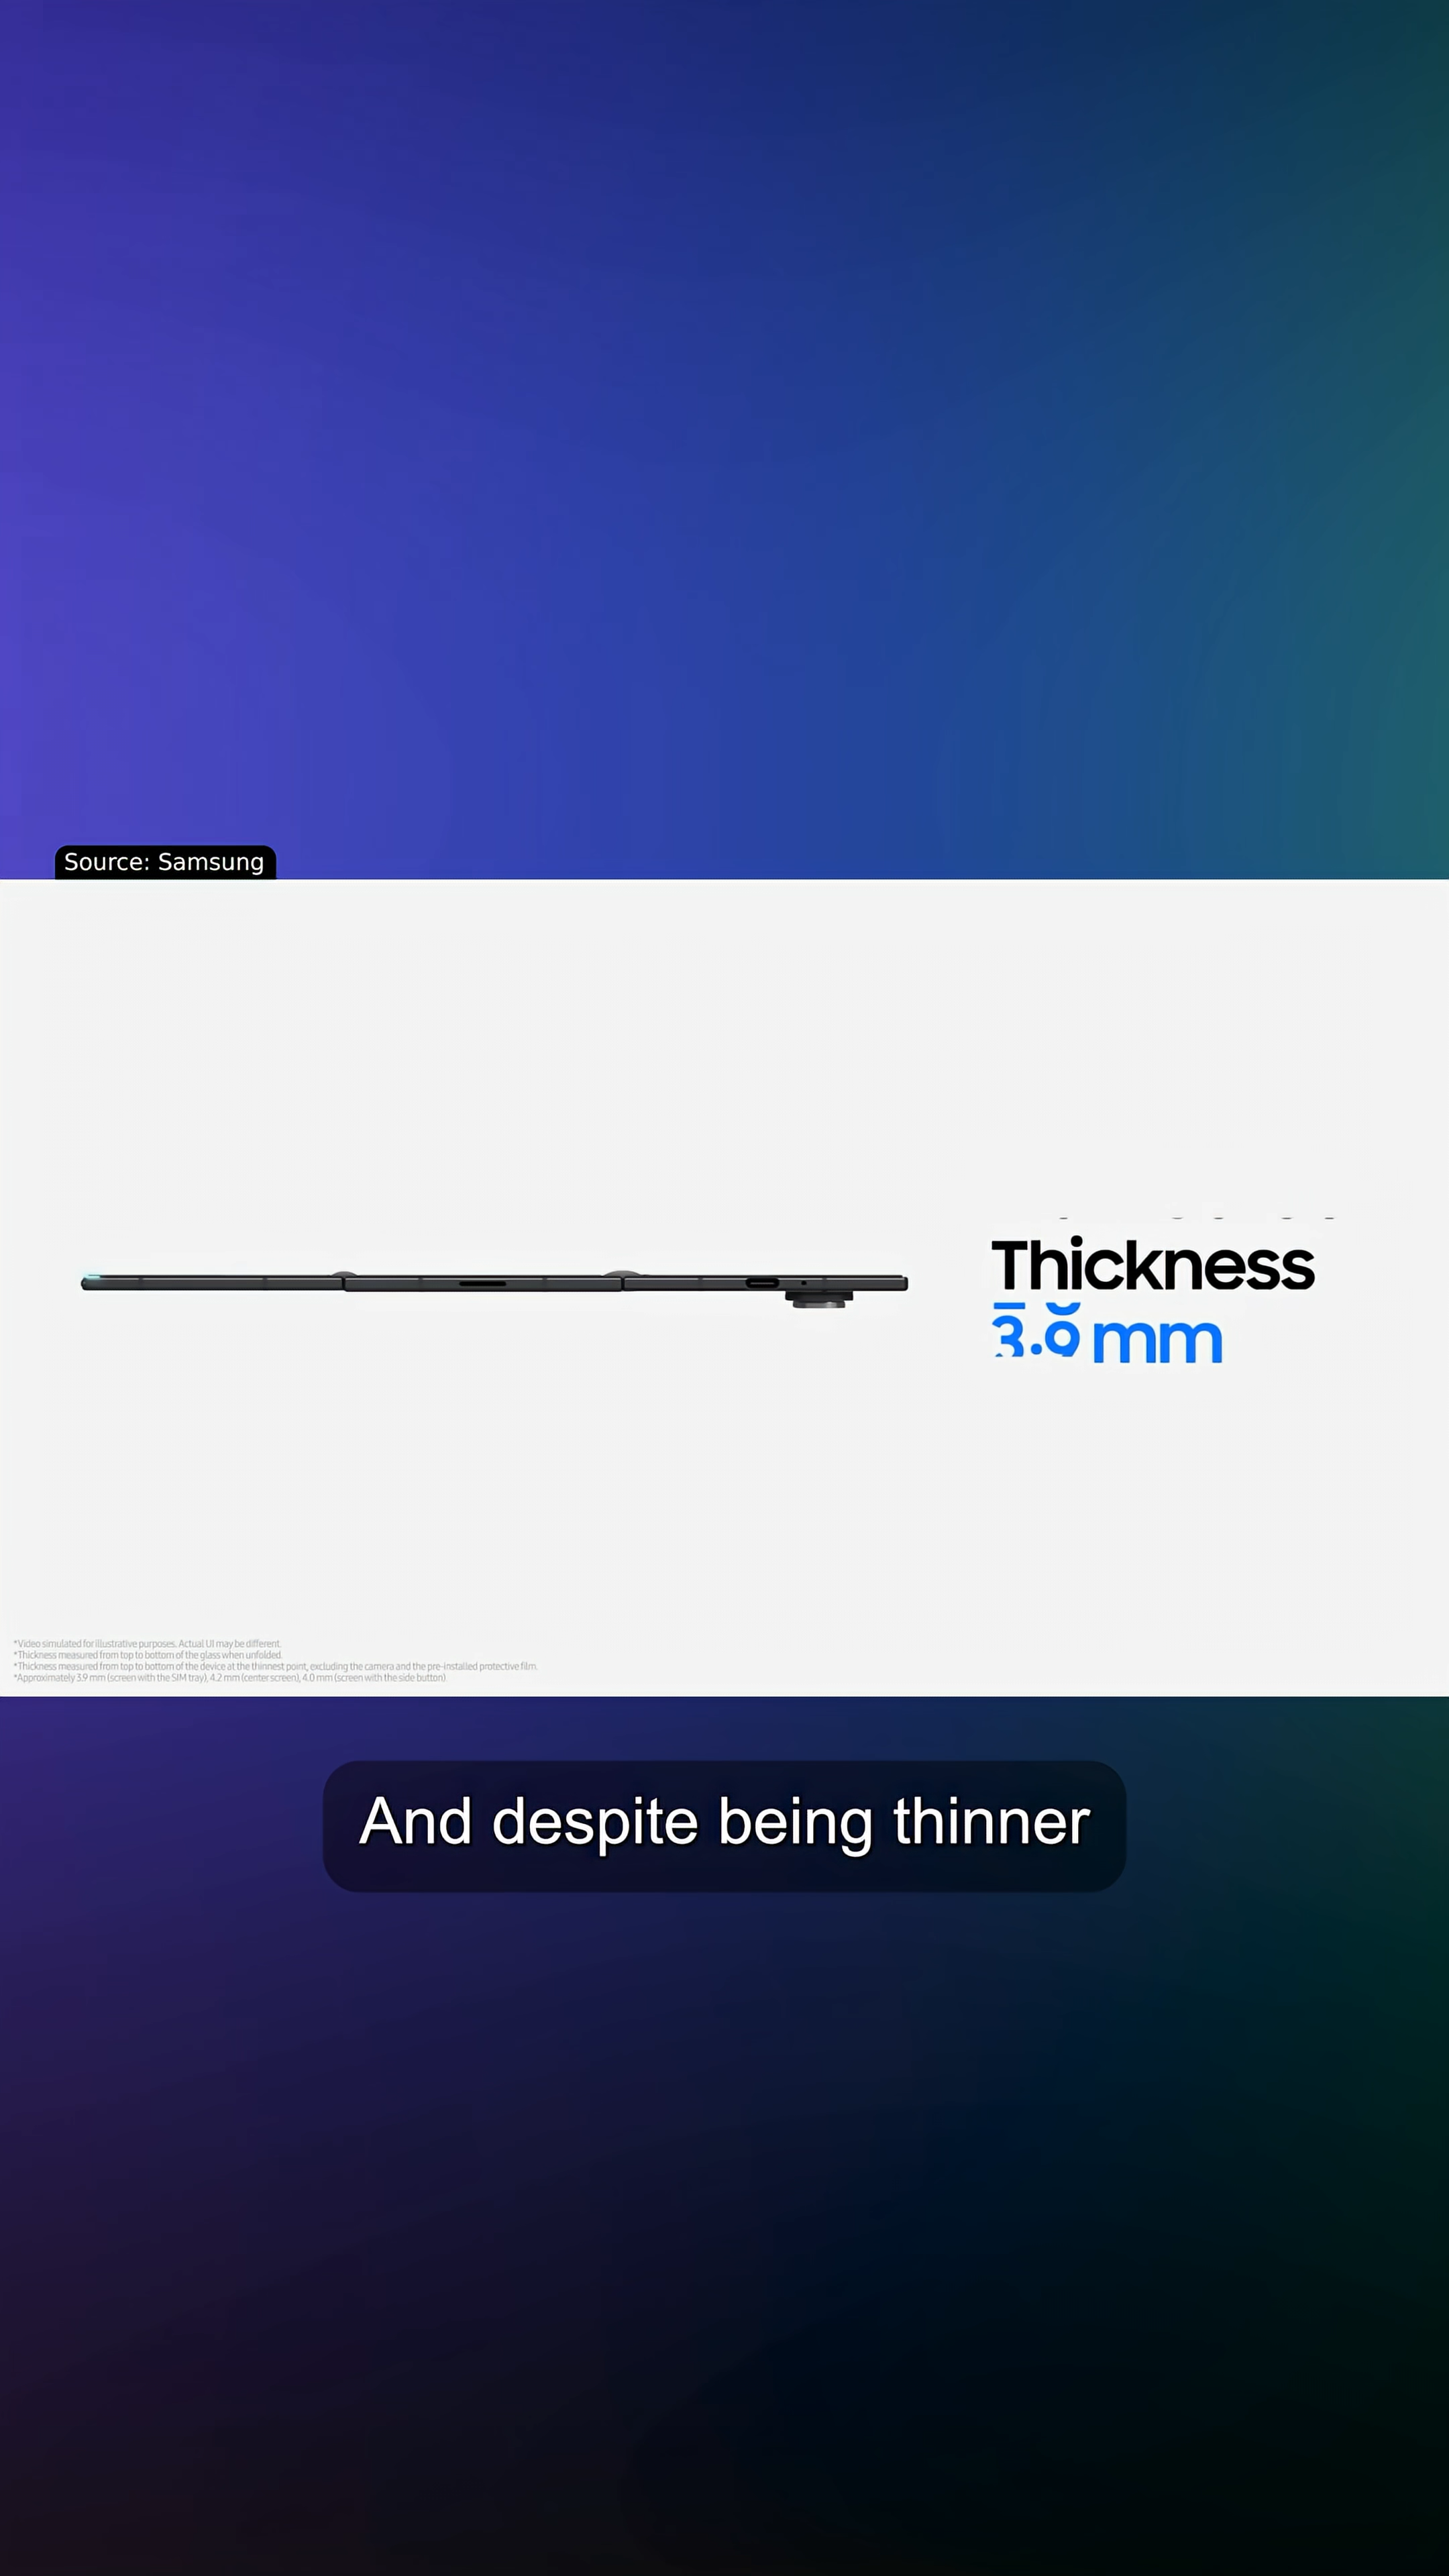 Source: Samsung
Thickness
3.9 mm
*Video simulated for illustrative purposes. Actual UI may be different.
*Thickness measured from top to bottom of the glass when unfolded.
*Thickness measured from top to bottom of the device at the thinnest point, excluding the camera and the pre-installed protective film.
*Approximately 3.9 mm (screen with the SIM tray), 4.2 mm (center screen), 4.0 mm (screen with the side button)
And despite being thinner